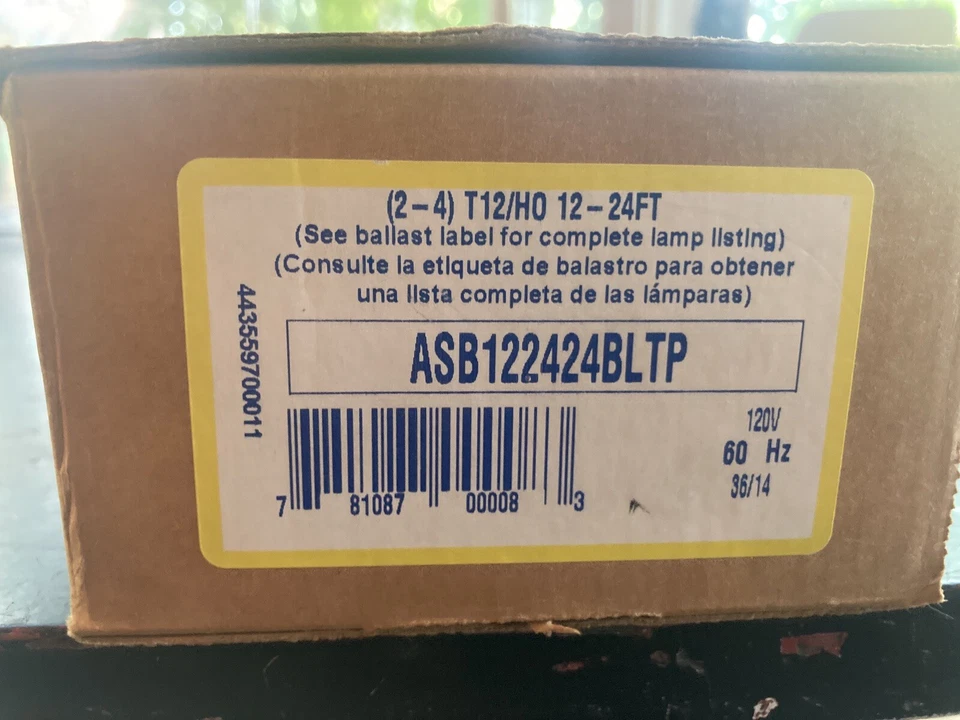 (2-4) T12/HO 12-24FT
(See ballast label for complete lamp listing)
(Consulte la etiqueta de balastro para obtener
una lista completa de las lámparas)
443559700011
ASB122424BLTP
7 81087 00008 3
120V
60 Hz
36/14